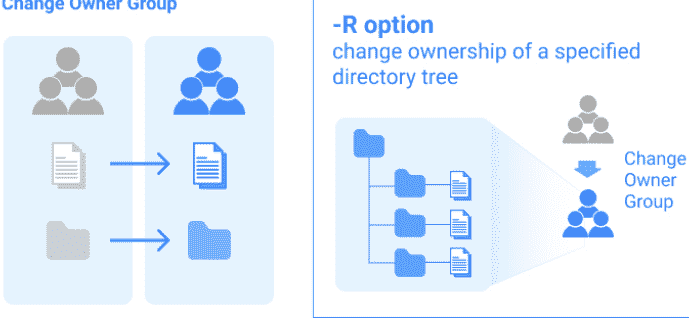 Change Owner Group
-R option
change ownership of a specified
directory tree
Change
Owner
Group